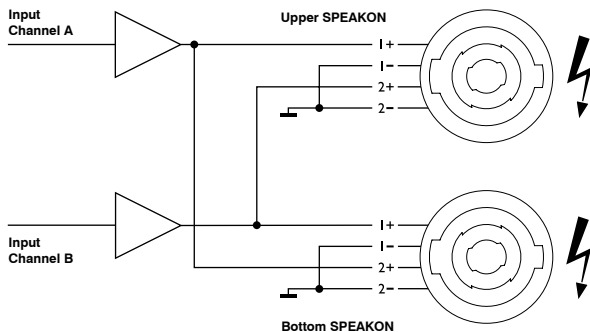 Input
Channel A
Upper SPEAKON
1+
1−
2+
2−
Input
Channel B
1+
1−
2+
2−
Bottom SPEAKON